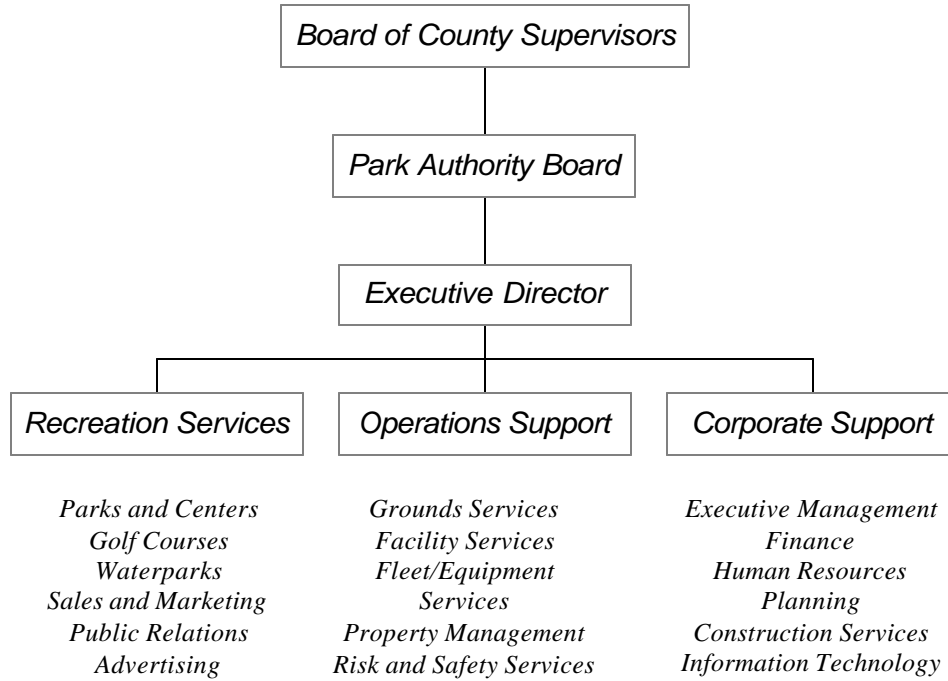 Board of County Supervisors
Park Authority Board
Executive Director
Recreation Services
Operations Support
Corporate Support
Parks and Centers
Golf Courses
Waterparks
Sales and Marketing
Public Relations
Advertising
Grounds Services
Facility Services
Fleet/Equipment
Services
Property Management
Risk and Safety Services
Executive Management
Finance
Human Resources
Planning
Construction Services
Information Technology